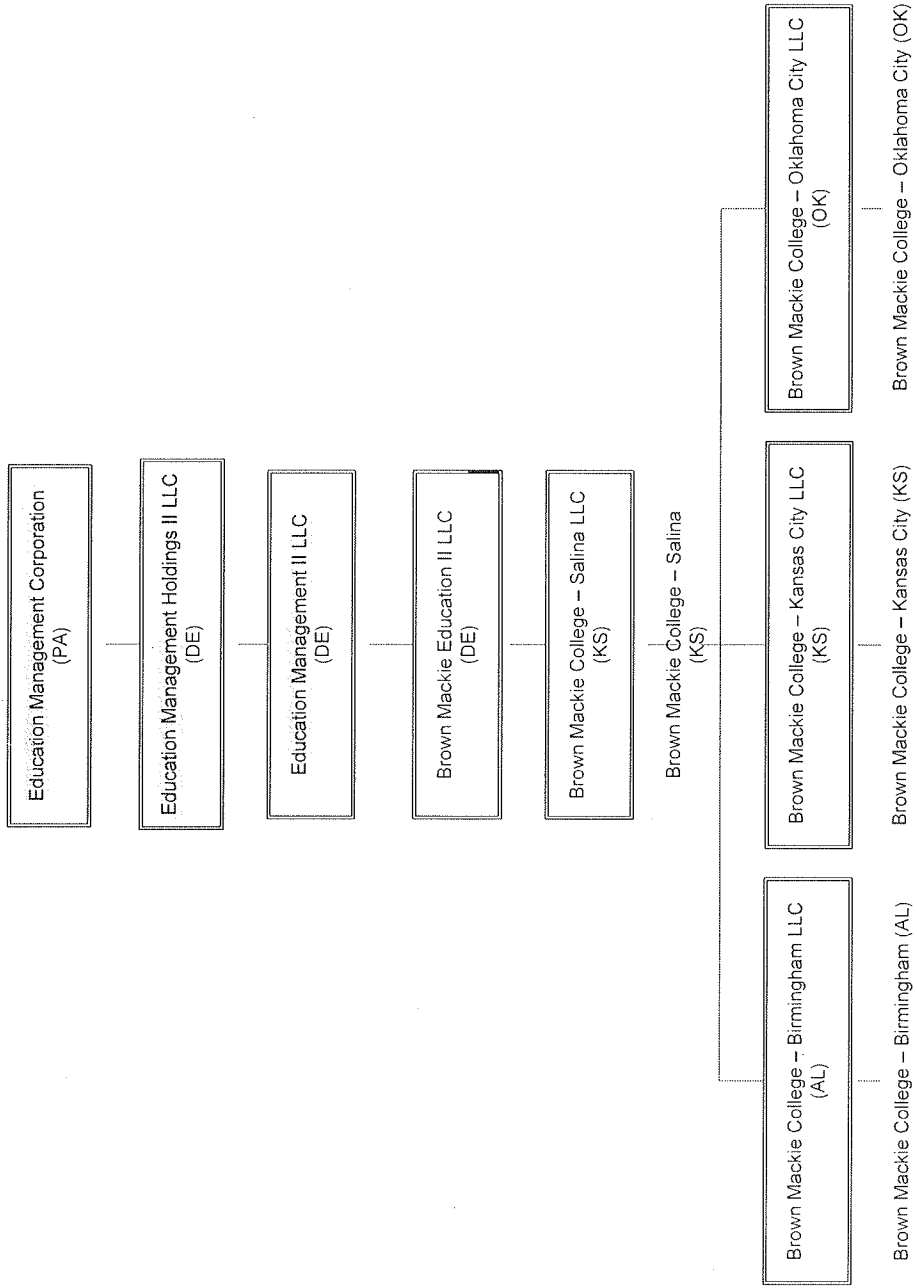 Education Management Corporation
(PA)
Education Management Holdings II LLC
(DE)
Education Management II LLC
(DE)
Brown Mackie Education II LLC
(DE)
Brown Mackie College – Salina LLC
(KS)
Brown Mackie College – Salina
(KS)
Brown Mackie College – Birmingham LLC
(AL)
Brown Mackie College – Kansas City LLC
(KS)
Brown Mackie College – Oklahoma City LLC
(OK)
Brown Mackie College – Birmingham (AL)
Brown Mackie College – Kansas City (KS)
Brown Mackie College – Oklahoma City (OK)